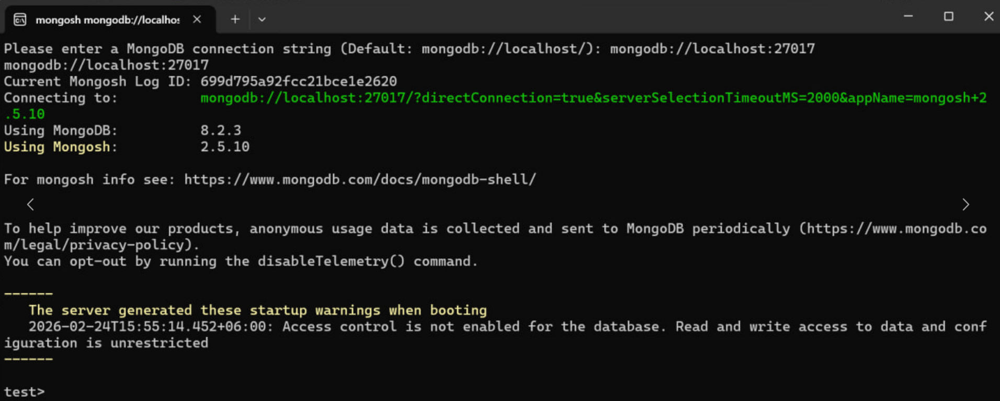 mongosh mongodb://localhos
Please enter a MongoDB connection string (Default: mongodb://localhost/): mongodb://localhost:27017
mongodb://localhost:27017
Current Mongosh Log ID: 699d795a92fcc21bce1e2620
Connecting to:          mongodb://localhost:27017/?directConnection=true&serverSelectionTimeoutMS=2000&appName=mongosh+2
.5.10
Using MongoDB:          8.2.3
Using Mongosh:          2.5.10
For mongosh info see: https://www.mongodb.com/docs/mongodb-shell/
To help improve our products, anonymous usage data is collected and sent to MongoDB periodically (https://www.mongodb.co
m/legal/privacy-policy).
You can opt-out by running the disableTelemetry() command.
------
The server generated these startup warnings when booting
2026-02-24T15:55:14.452+06:00: Access control is not enabled for the database. Read and write access to data and conf
iguration is unrestricted
------
test>